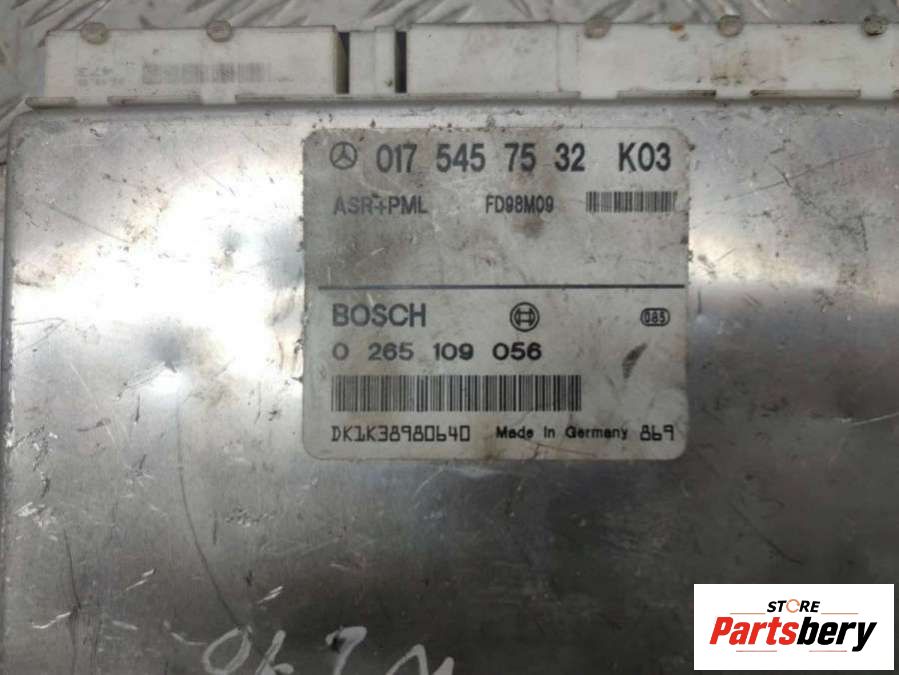 017 545 75 32 K03
ASR+PML FD98M09
BOSCH 085
0 265 109 056
DK1K38980640 Made in Germany 869
STORE
Partsbery